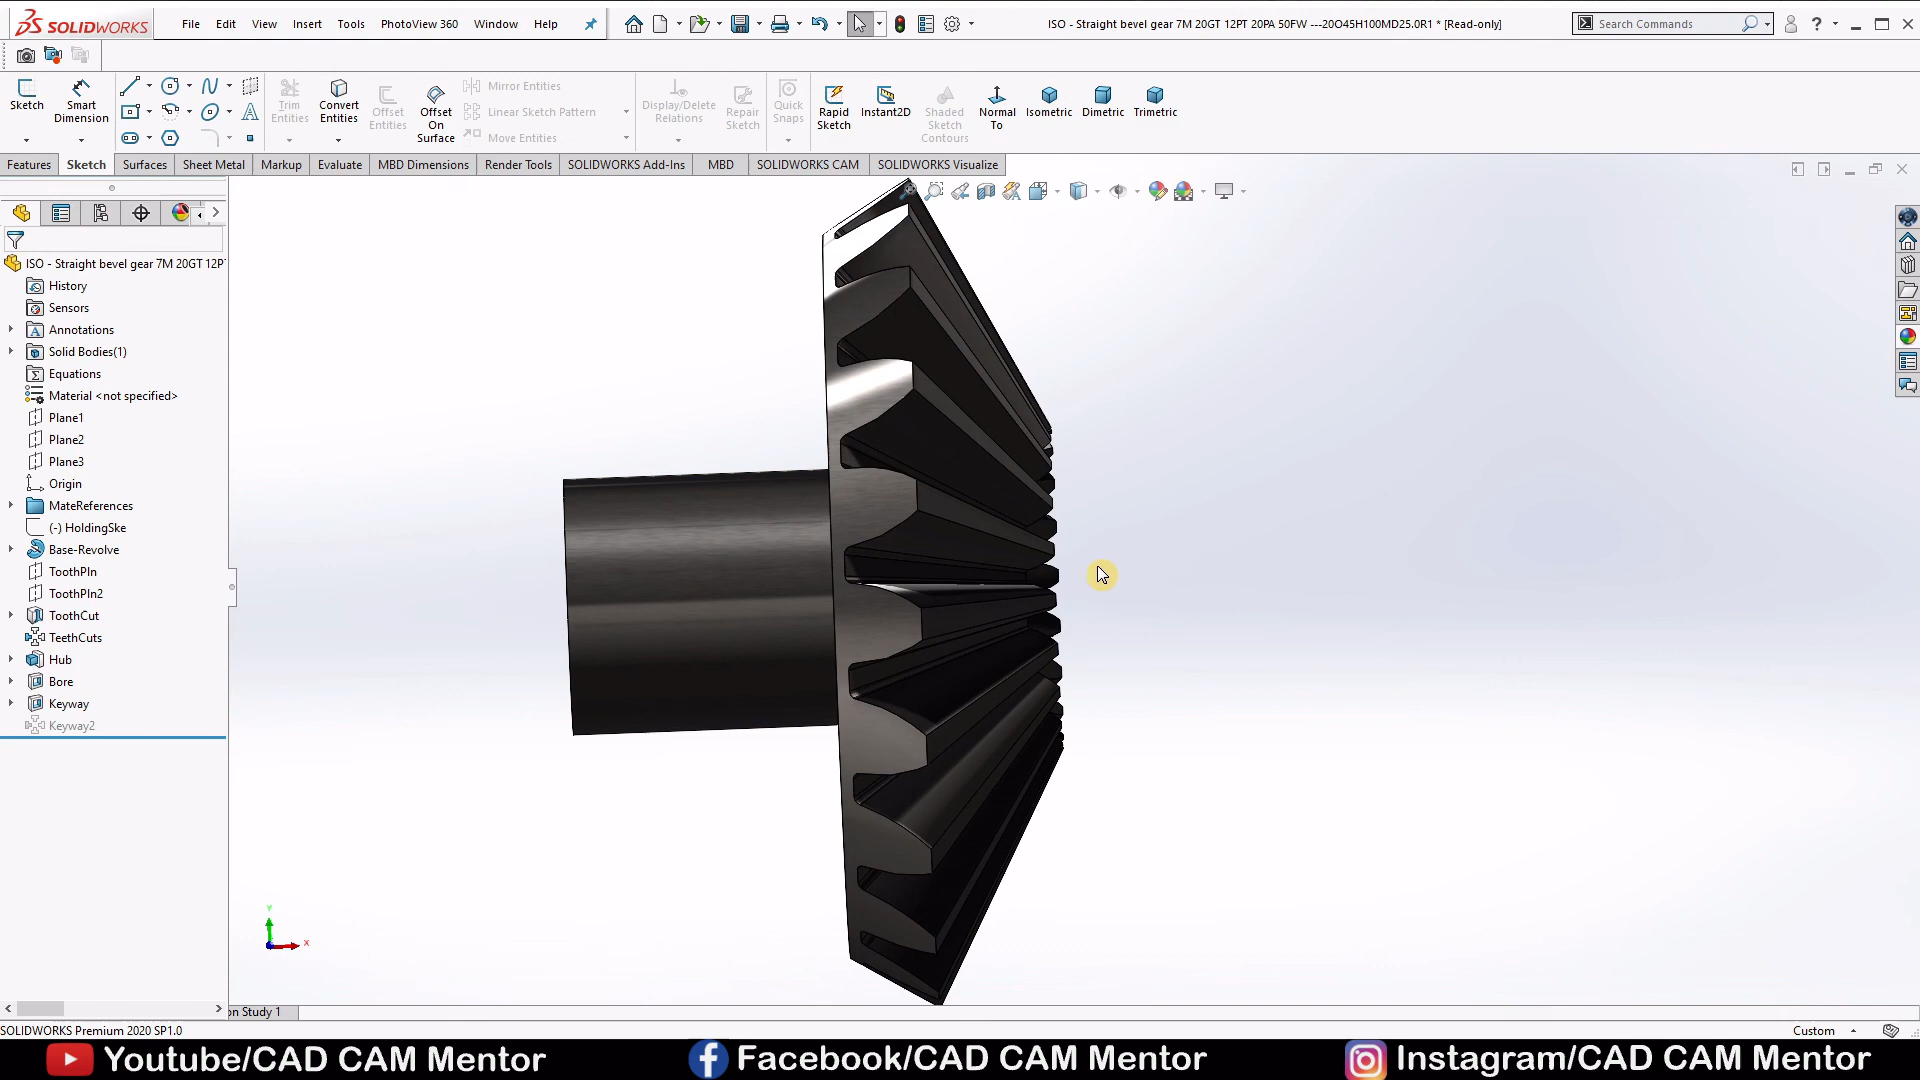 SOLIDWORKS File Edit View Insert Tools PhotoView 360 Window Help ISO - Straight bevel gear 7M 20GT 12PT 20PA 50FW ---20O45H100MD25.0R1 * [Read-only] Search Commands
Sketch Smart Dimension Trim Entities Convert Entities Offset Entities Offset On Surface Mirror Entities Linear Sketch Pattern Move Entities Display/Delete Relations Repair Sketch Quick Snaps Rapid Sketch Instant2D Shaded Sketch Contours Normal To Isometric Dimetric Trimetric
Features Sketch Surfaces Sheet Metal Markup Evaluate MBD Dimensions Render Tools SOLIDWORKS Add-Ins MBD SOLIDWORKS CAM SOLIDWORKS Visualize
ISO - Straight bevel gear 7M 20GT 12P
History
Sensors
Annotations
Solid Bodies(1)
Equations
Material <not specified>
Plane1
Plane2
Plane3
Origin
MateReferences
(-) HoldingSke
Base-Revolve
ToothPln
ToothPln2
ToothCut
TeethCuts
Hub
Bore
Keyway
Keyway2
Y
X
on Study 1
SOLIDWORKS Premium 2020 SP1.0 Custom
Youtube/CAD CAM Mentor Facebook/CAD CAM Mentor Instagram/CAD CAM Mentor